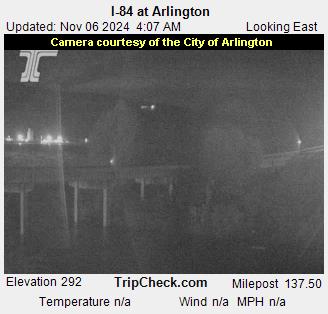 I-84 at Arlington
Updated: Nov 06 2024 4:07 AM Looking East
Camera courtesy of the City of Arlington
Elevation 292 TripCheck.com Milepost 137.50
Temperature n/a Wind n/a MPH n/a